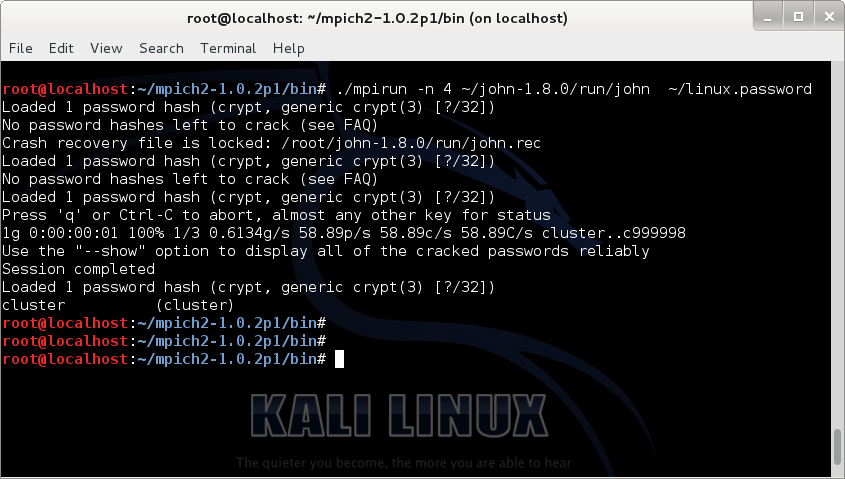 root@localhost: ~/mpich2-1.0.2p1/bin (on localhost)
File Edit View Search Terminal Help
root@localhost:~/mpich2-1.0.2p1/bin# ./mpirun -n 4 ~/john-1.8.0/run/john  ~/linux.password
Loaded 1 password hash (crypt, generic crypt(3) [?/32])
No password hashes left to crack (see FAQ)
Crash recovery file is locked: /root/john-1.8.0/run/john.rec
Loaded 1 password hash (crypt, generic crypt(3) [?/32])
No password hashes left to crack (see FAQ)
Loaded 1 password hash (crypt, generic crypt(3) [?/32])
Press 'q' or Ctrl-C to abort, almost any other key for status
1g 0:00:00:01 100% 1/3 0.6134g/s 58.89p/s 58.89c/s 58.89C/s cluster..c999998
Use the "--show" option to display all of the cracked passwords reliably
Session completed
Loaded 1 password hash (crypt, generic crypt(3) [?/32])
cluster          (cluster)
root@localhost:~/mpich2-1.0.2p1/bin#
root@localhost:~/mpich2-1.0.2p1/bin#
root@localhost:~/mpich2-1.0.2p1/bin#
KALI LINUX
The quieter you become, the more you are able to hear.